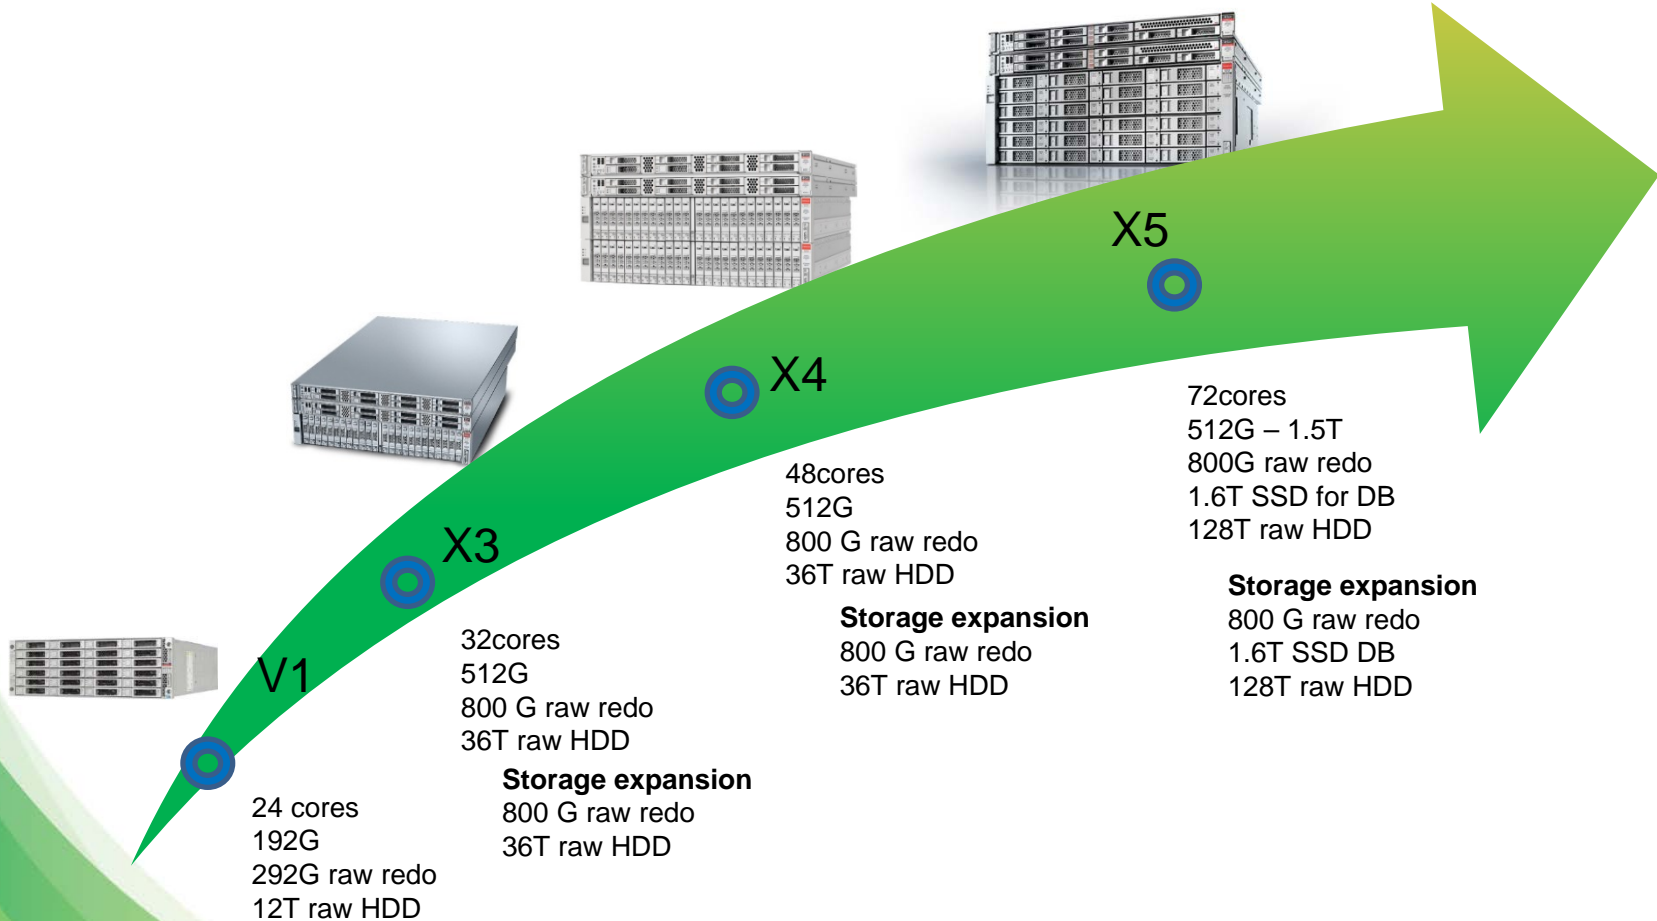 V1
24 cores
192G
292G raw redo
12T raw HDD
X3
32cores
512G
800 G raw redo
36T raw HDD
Storage expansion
800 G raw redo
36T raw HDD
X4
48cores
512G
800 G raw redo
36T raw HDD
Storage expansion
800 G raw redo
36T raw HDD
X5
72cores
512G – 1.5T
800G raw redo
1.6T SSD for DB
128T raw HDD
Storage expansion
800 G raw redo
1.6T SSD DB
128T raw HDD